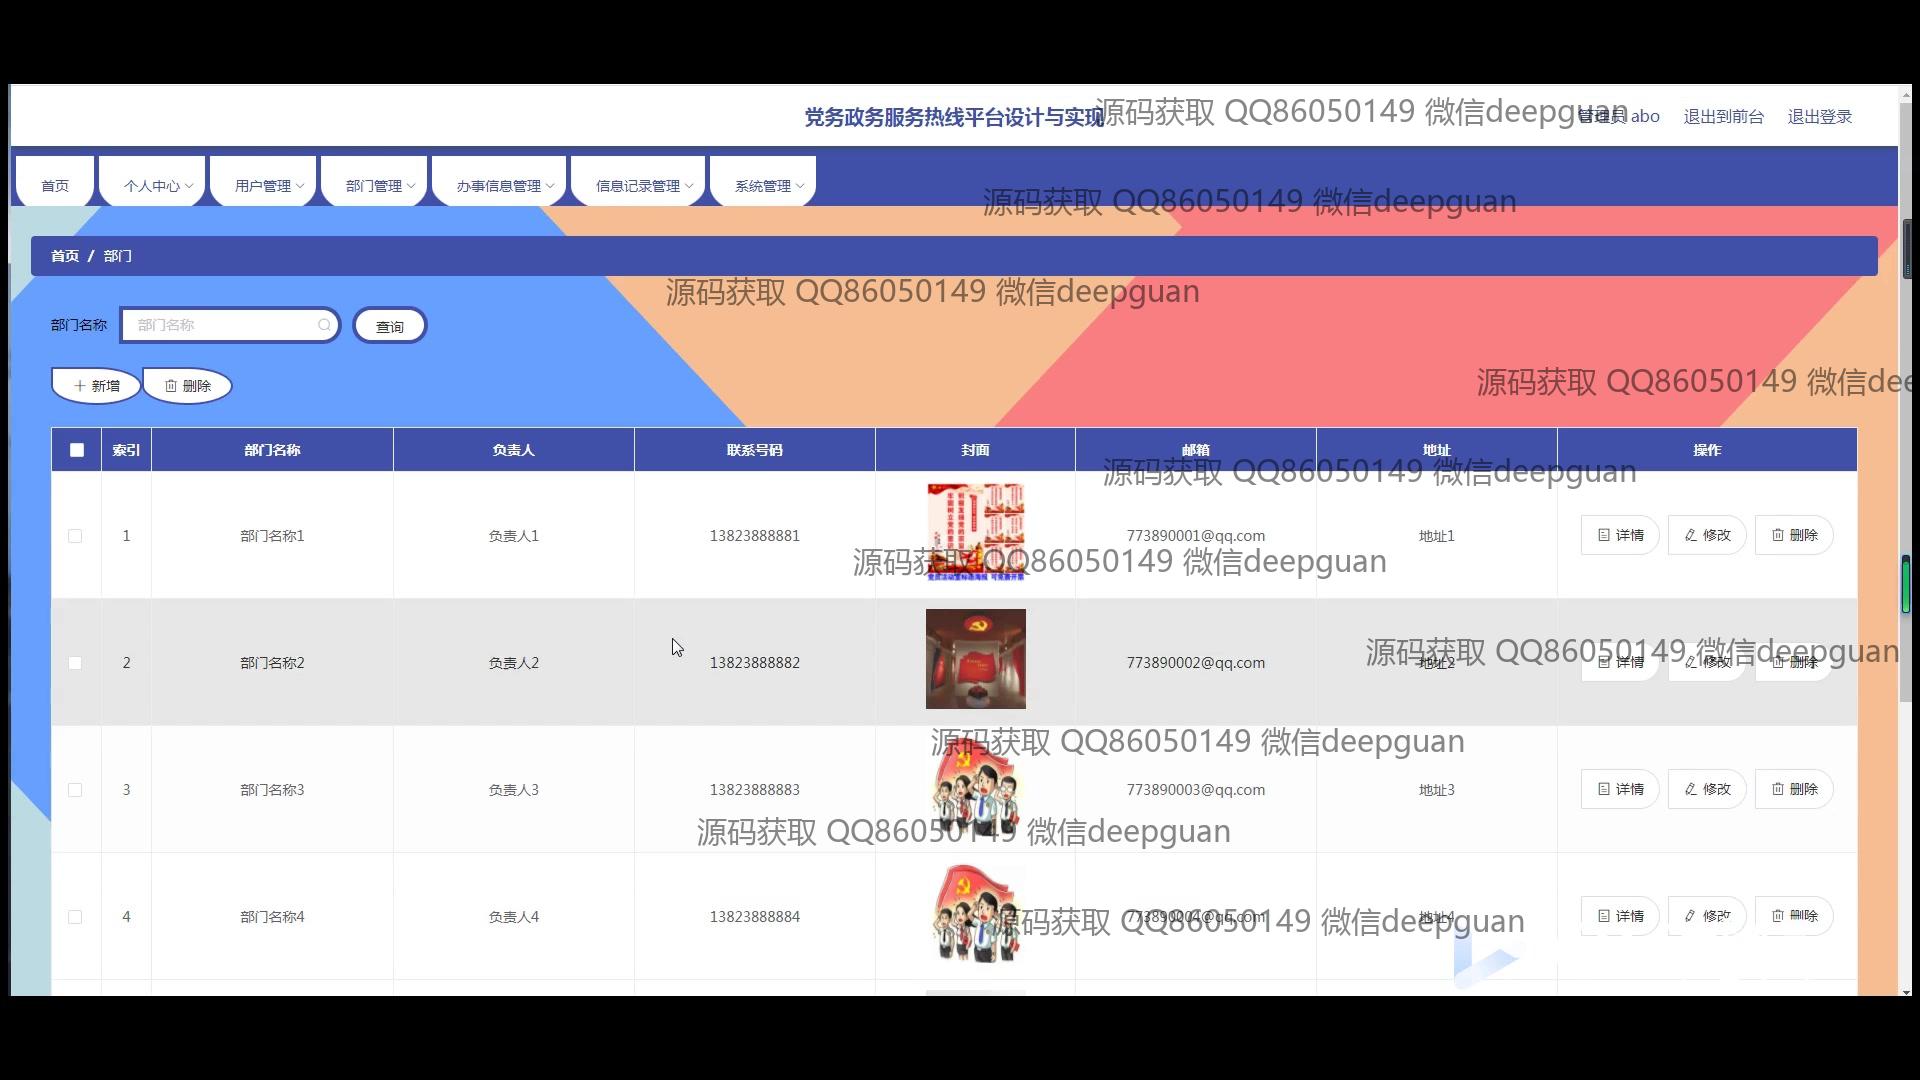 党务政务服务热线平台设计与实现
源码获取 QQ86050149 微信deepguan
管理员 abo 退出到前台 退出登录
首页 个人中心 用户管理 部门管理 办事信息管理 信息记录管理 系统管理
源码获取 QQ86050149 微信deepguan
首页 / 部门
源码获取 QQ86050149 微信deepguan
部门名称 部门名称 查询
新增 删除
源码获取 QQ86050149 微信dee
索引 部门名称 负责人 联系号码 封面 邮箱 地址 操作
源码获取 QQ86050149 微信deepguan
1 部门名称1 负责人1 13823888881 773890001@qq.com 地址1 详情 修改 删除
源码获取 QQ86050149 微信deepguan
2 部门名称2 负责人2 13823888882 773890002@qq.com 地址2 详情 修改 删除
源码获取 QQ86050149 微信deepguan
源码获取 QQ86050149 微信deepguan
3 部门名称3 负责人3 13823888883 773890003@qq.com 地址3 详情 修改 删除
源码获取 QQ86050149 微信deepguan
4 部门名称4 负责人4 13823888884 773890004@qq.com 地址4 详情 修改 删除
源码获取 QQ86050149 微信deepguan